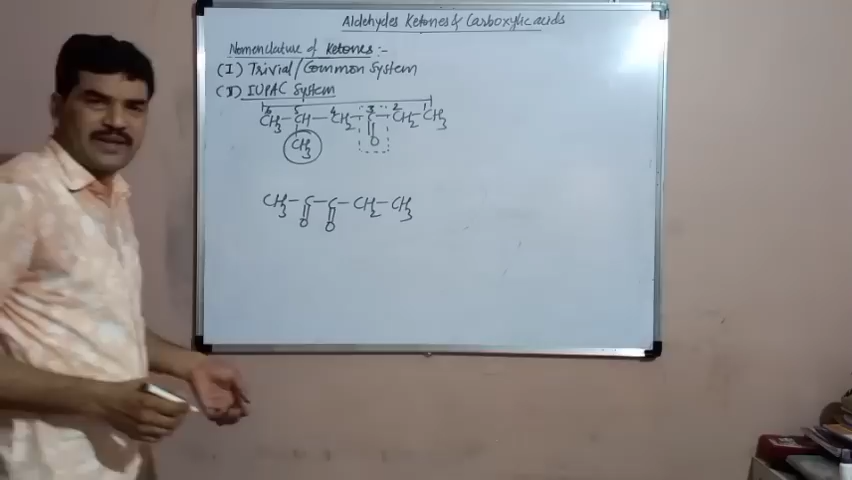 Aldehydes Ketones & Carboxylic acids
Nomenclature of Ketones:-
(I) Trivial/Common System
(II) IUPAC System
6 5 4 3 2 1
CH3-CH-CH2-C-CH2-CH3
CH3 O
CH3-C-C-CH2-CH3
O O